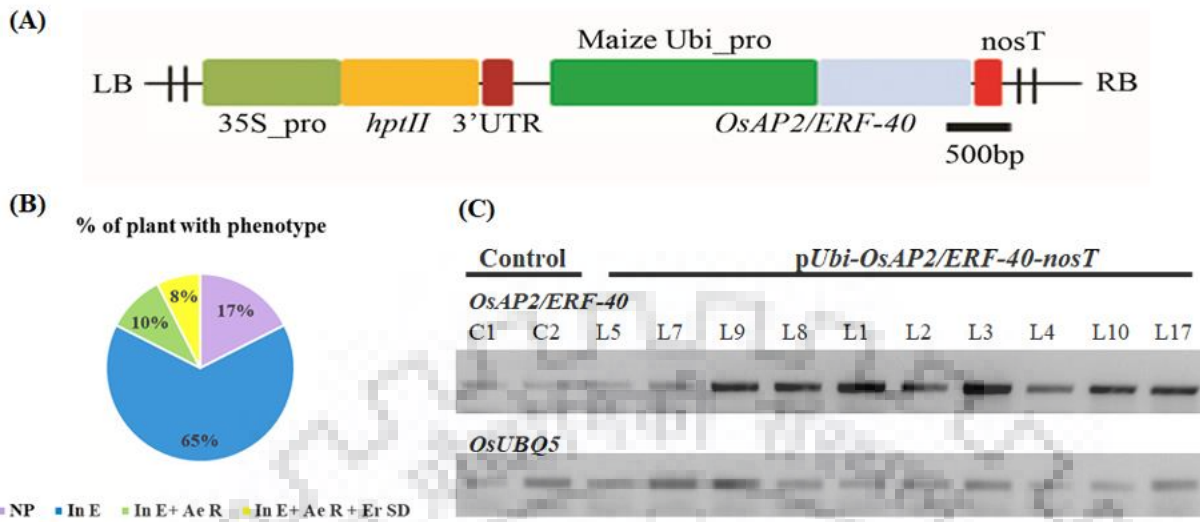 (A)
Maize Ubi_pro nosT
LB RB
35S_pro hptII 3’UTR OsAP2/ERF-40
500bp
(B)
% of plant with phenotype
8%
17%
10%
65%
NP In E In E+ Ae R In E+ Ae R + Er SD
(C)
Control pUbi-OsAP2/ERF-40-nosT
OsAP2/ERF-40
C1 C2 L5 L7 L9 L8 L1 L2 L3 L4 L10 L17
OsUBQ5